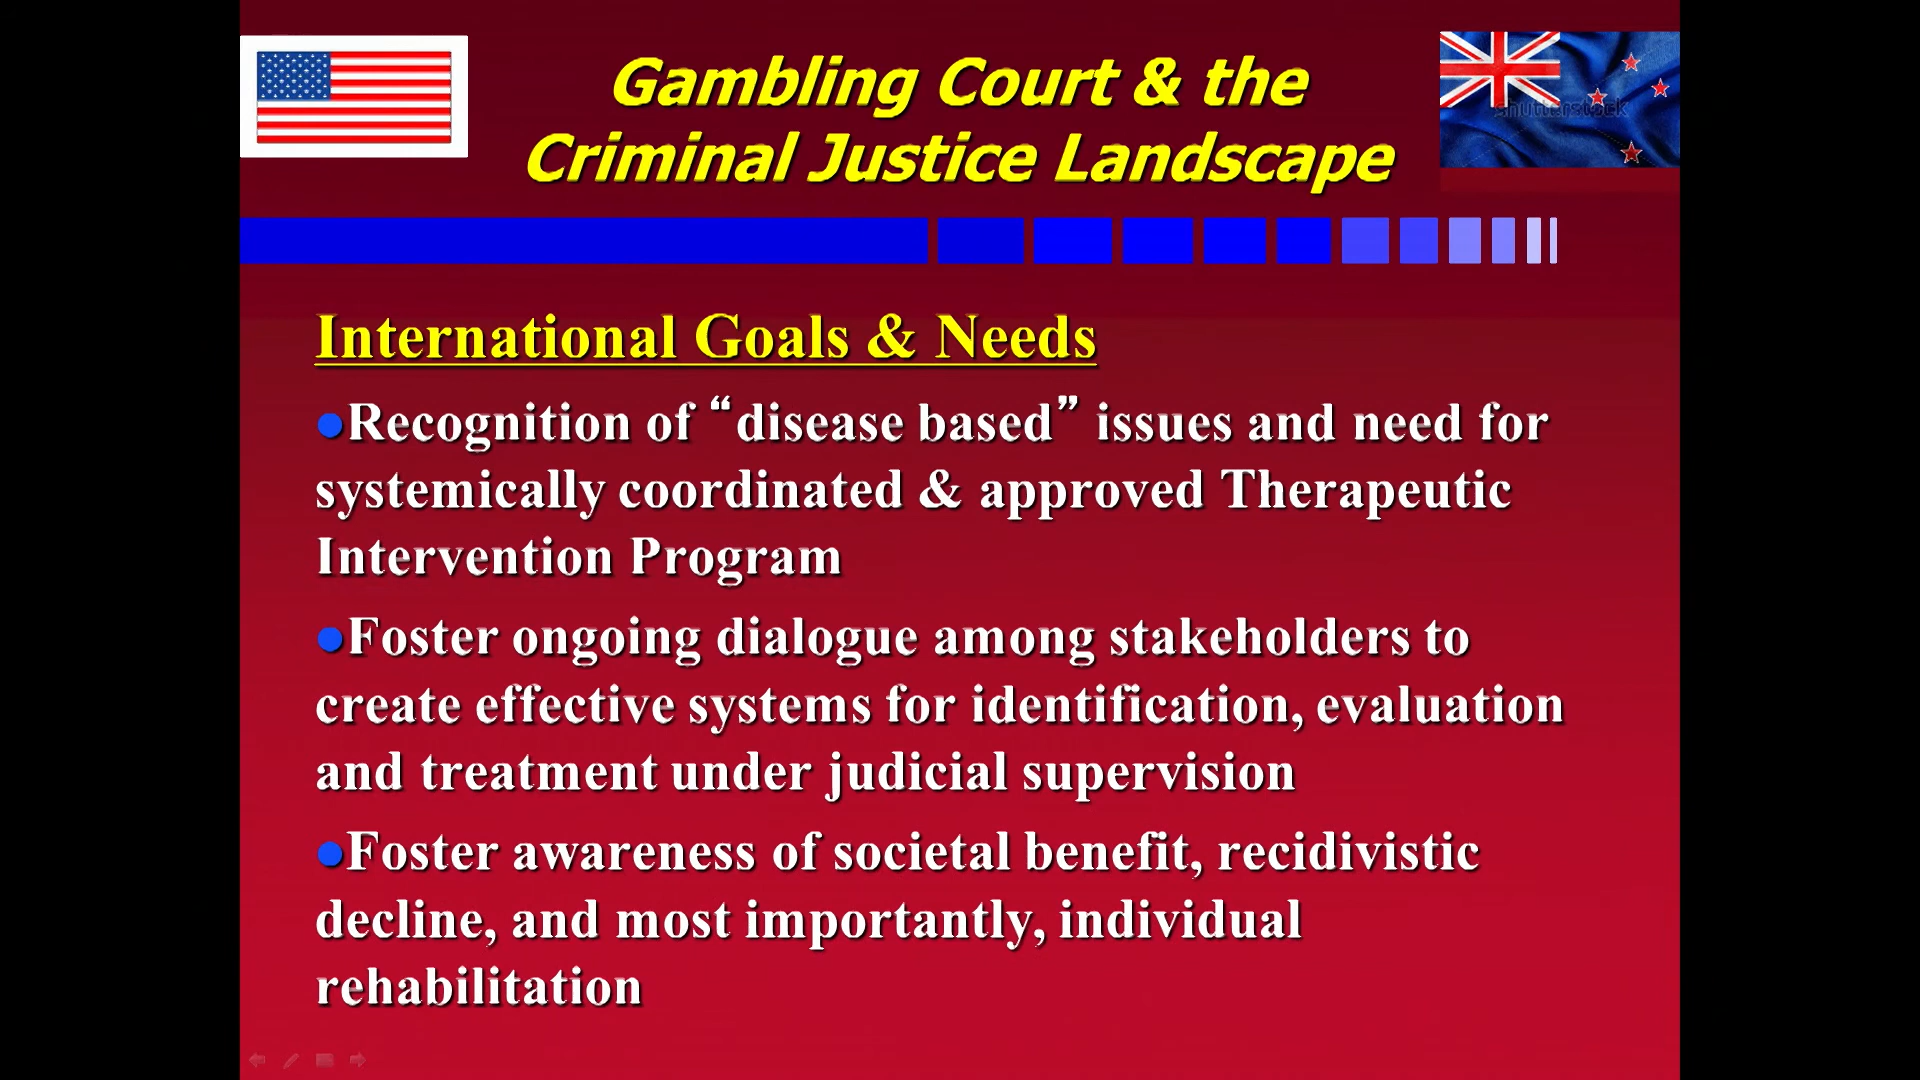 Gambling Court & the
Criminal Justice Landscape
shutterstock
International Goals & Needs
●Recognition of “disease based” issues and need for
systemically coordinated & approved Therapeutic
Intervention Program
●Foster ongoing dialogue among stakeholders to
create effective systems for identification, evaluation
and treatment under judicial supervision
●Foster awareness of societal benefit, recidivistic
decline, and most importantly, individual
rehabilitation